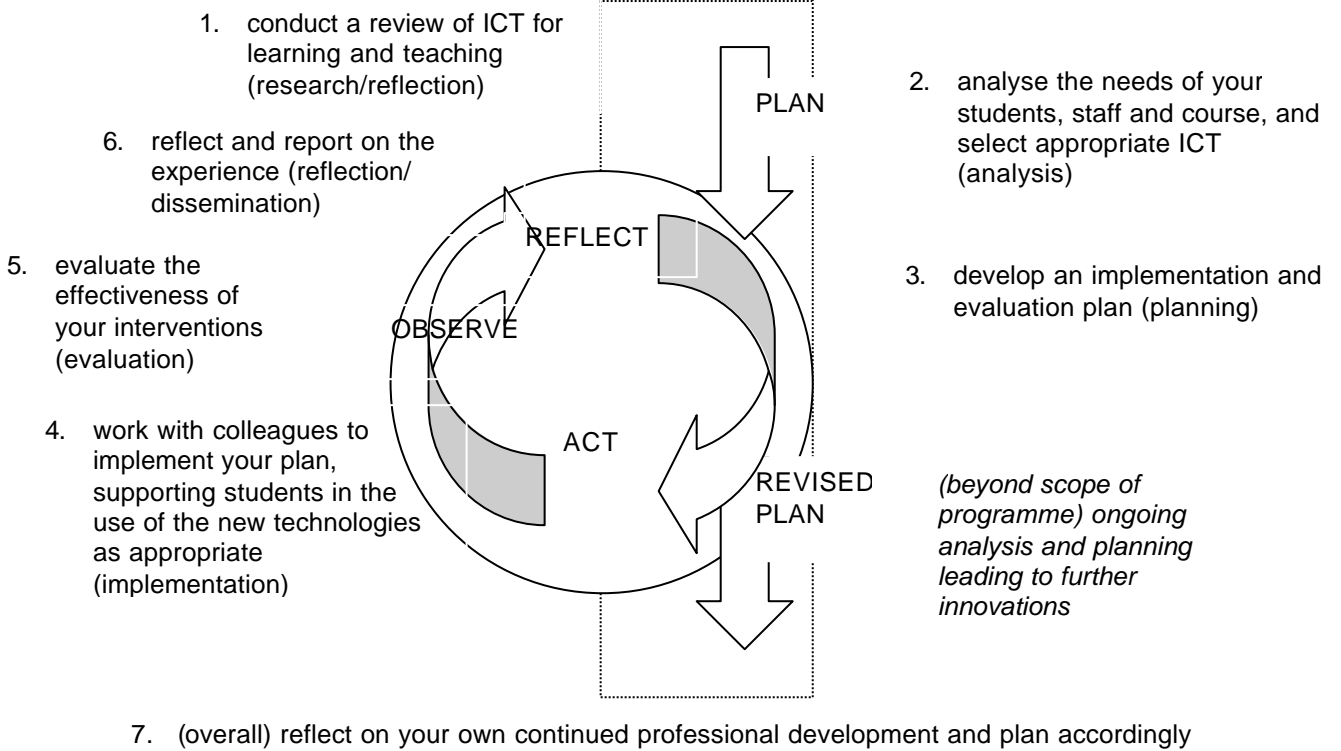 1. conduct a review of ICT for
learning and teaching
(research/reflection)
PLAN
2. analyse the needs of your
students, staff and course, and
select appropriate ICT
(analysis)
6. reflect and report on the
experience (reflection/
dissemination)
REFLECT
5. evaluate the
effectiveness of
your interventions
(evaluation)
3. develop an implementation and
evaluation plan (planning)
OBSERVE
4. work with colleagues to
implement your plan,
supporting students in the
use of the new technologies
as appropriate
(implementation)
ACT
REVISED
PLAN
(beyond scope of
programme) ongoing
analysis and planning
leading to further
innovations
7. (overall) reflect on your own continued professional development and plan accordingly